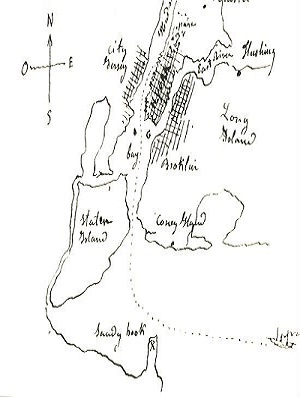 N
O E
S
City
Jersey
East River
Flushing
Long
Island
G
Bay
Broklin
Staten
Island
Coney Island
Sandy hook